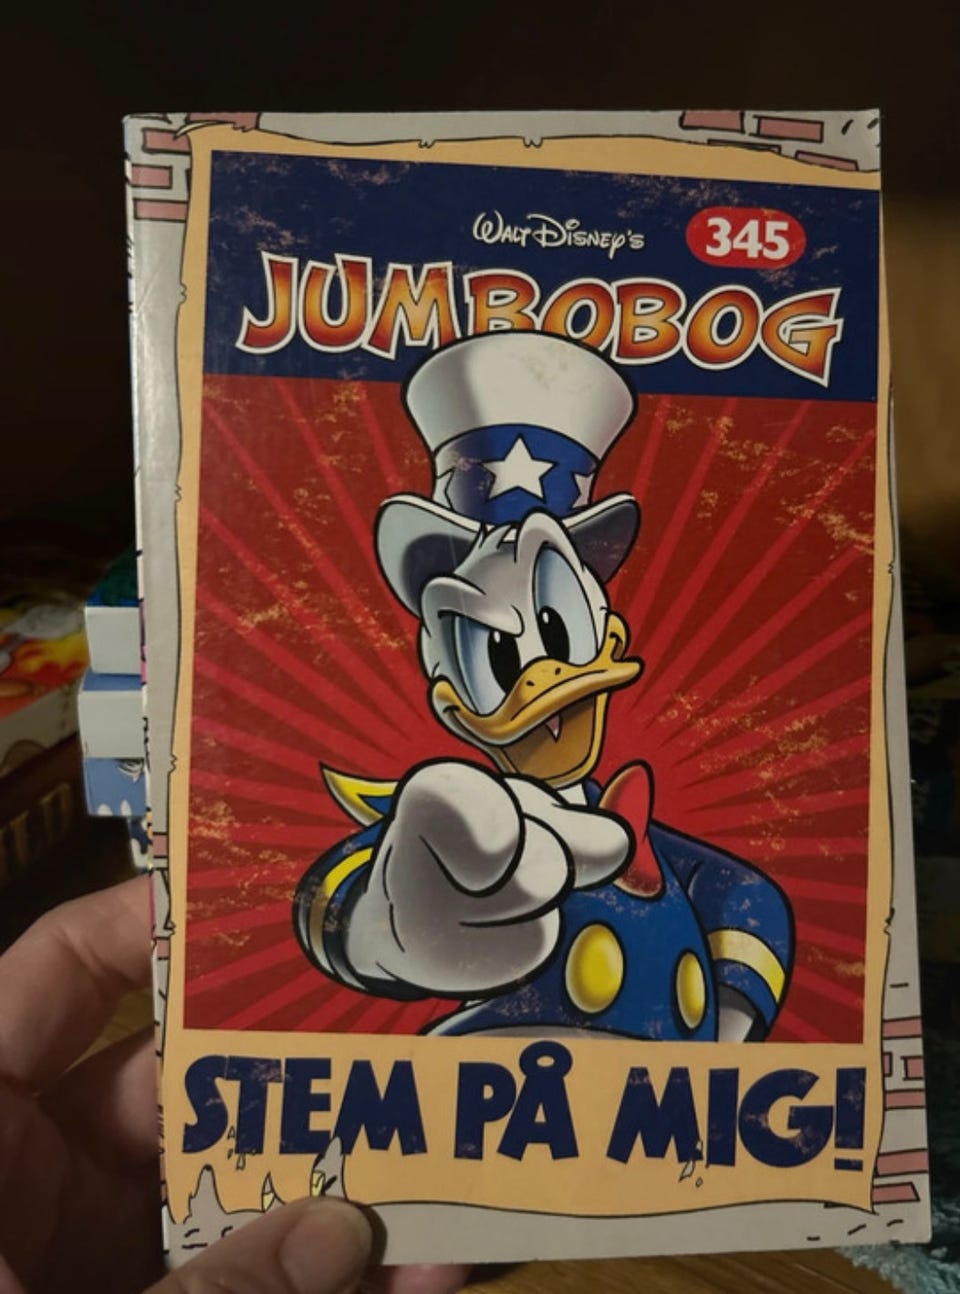 WALT DISNEY'S
345
JUMBOBOG
STEM PÅ MIG!